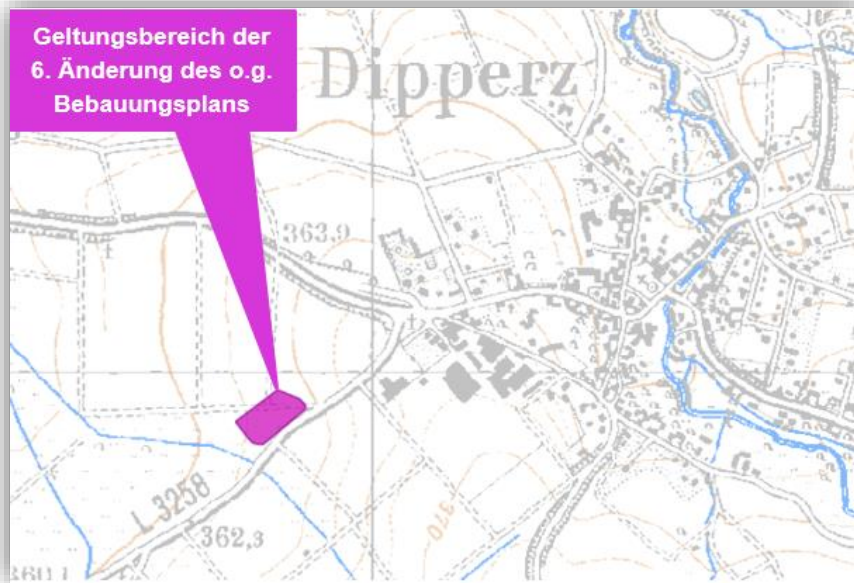 Geltungsbereich der
6. Änderung des o.g.
Bebauungsplans
Dipperz
363,9
L 3258
362,3
370